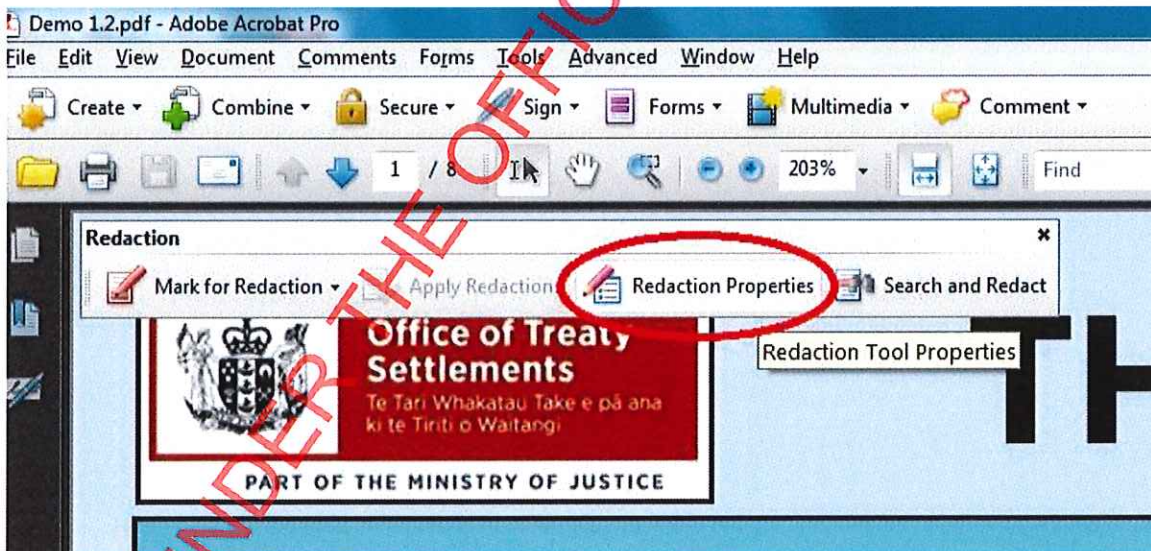 Demo 1.2.pdf - Adobe Acrobat Pro
File Edit View Document Comments Forms Tools Advanced Window Help
Create Combine Secure Sign Forms Multimedia Comment
1 / 8 203% Find
Redaction
Mark for Redaction Apply Redactions Redaction Properties Search and Redact
Redaction Tool Properties
Office of Treaty
Settlements
Te Tari Whakatau Take e pā ana
ki te Tiriti o Waitangi
PART OF THE MINISTRY OF JUSTICE
TH
UNDER THE OFFIC